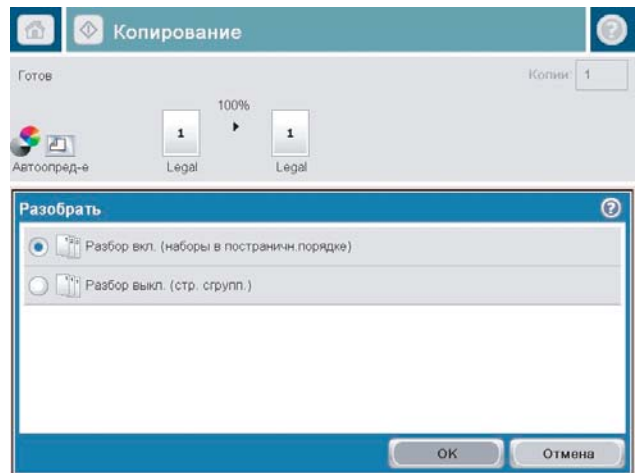 Копирование
Готов
Копии: 1
100%
1 1
Автоопред-е Legal Legal
Разобрать
Разбор вкл. (наборы в постраничн.порядке)
Разбор выкл. (стр. сгрупп.)
OK Отмена